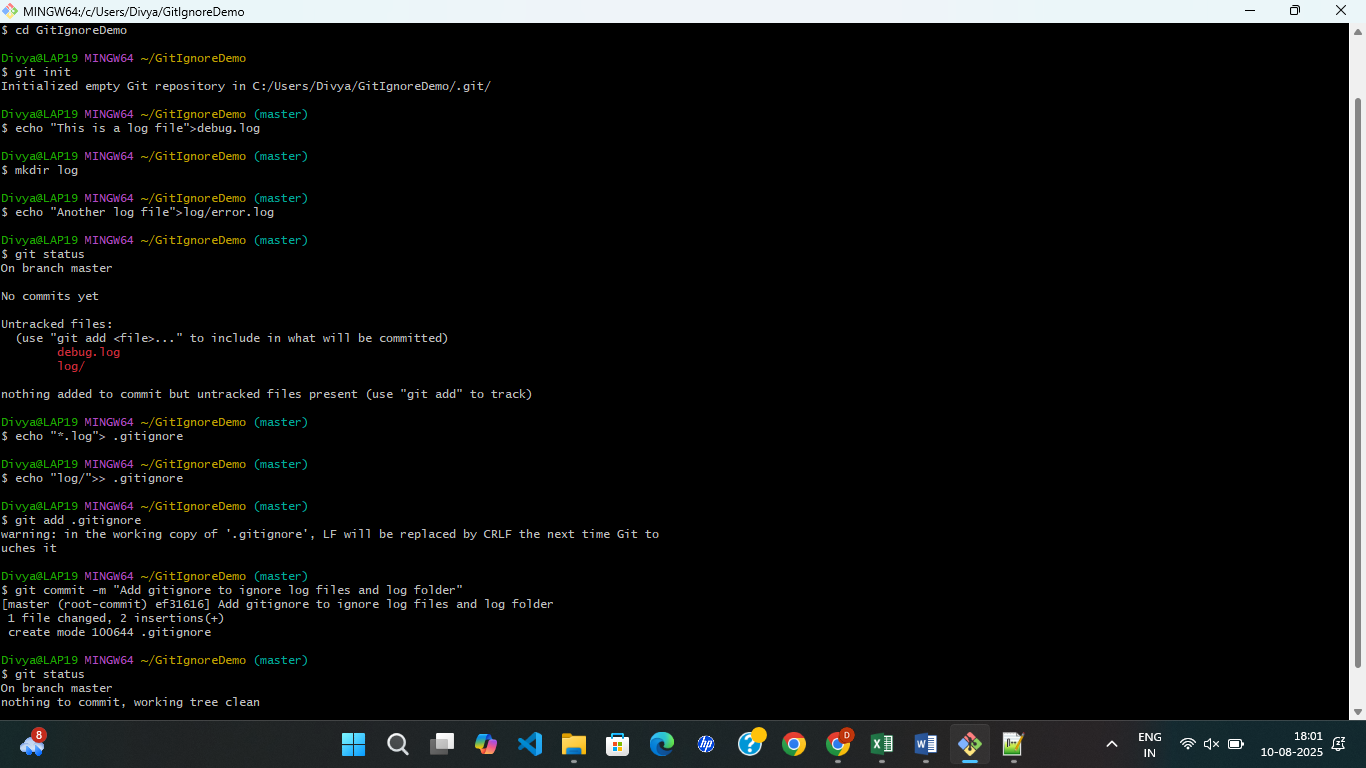 MINGW64:/c/Users/Divya/GitIgnoreDemo
$ cd GitIgnoreDemo
Divya@LAP19 MINGW64 ~/GitIgnoreDemo
$ git init
Initialized empty Git repository in C:/Users/Divya/GitIgnoreDemo/.git/
Divya@LAP19 MINGW64 ~/GitIgnoreDemo (master)
$ echo "This is a log file">debug.log
Divya@LAP19 MINGW64 ~/GitIgnoreDemo (master)
$ mkdir log
Divya@LAP19 MINGW64 ~/GitIgnoreDemo (master)
$ echo "Another log file">log/error.log
Divya@LAP19 MINGW64 ~/GitIgnoreDemo (master)
$ git status
On branch master
No commits yet
Untracked files:
  (use "git add <file>..." to include in what will be committed)
        debug.log
        log/
nothing added to commit but untracked files present (use "git add" to track)
Divya@LAP19 MINGW64 ~/GitIgnoreDemo (master)
$ echo "*.log"> .gitignore
Divya@LAP19 MINGW64 ~/GitIgnoreDemo (master)
$ echo "log/">> .gitignore
Divya@LAP19 MINGW64 ~/GitIgnoreDemo (master)
$ git add .gitignore
warning: in the working copy of '.gitignore', LF will be replaced by CRLF the next time Git to
uches it
Divya@LAP19 MINGW64 ~/GitIgnoreDemo (master)
$ git commit -m "Add gitignore to ignore log files and log folder"
[master (root-commit) ef31616] Add gitignore to ignore log files and log folder
 1 file changed, 2 insertions(+)
 create mode 100644 .gitignore
Divya@LAP19 MINGW64 ~/GitIgnoreDemo (master)
$ git status
On branch master
nothing to commit, working tree clean
8
hp
?
D
ENG
IN
18:01
10-08-2025